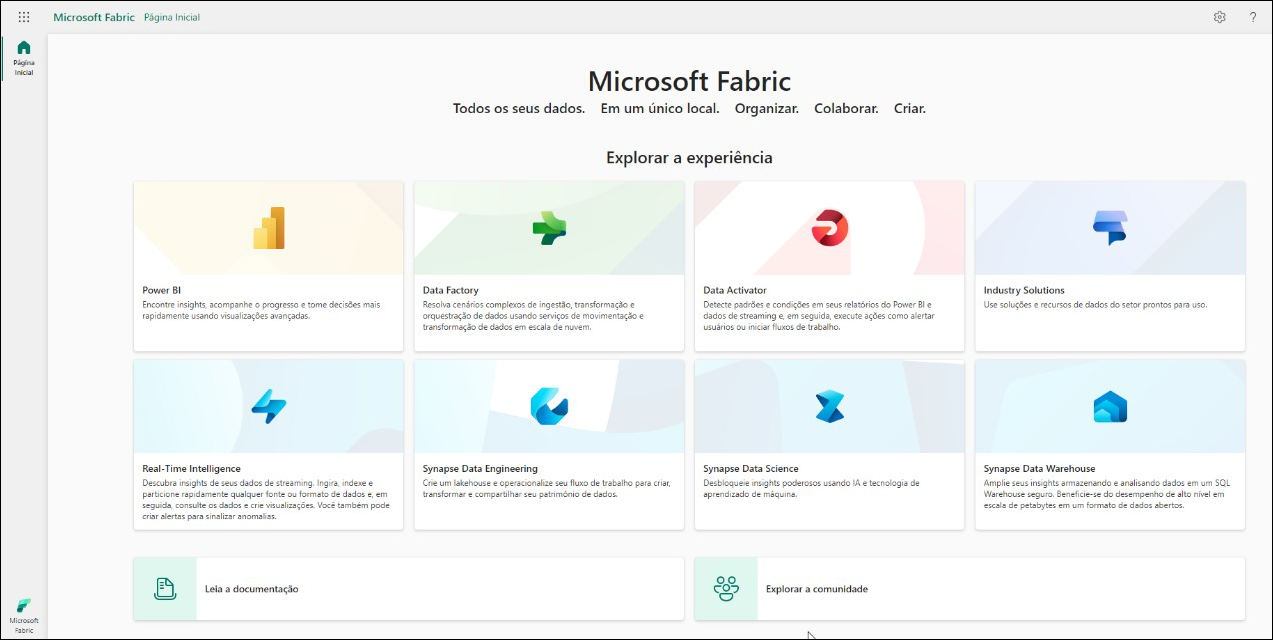 Microsoft Fabric Página Inicial
?
Página
Inicial
Microsoft Fabric
Todos os seus dados. Em um único local. Organizar. Colaborar. Criar.
Explorar a experiência
Power BI
Encontre insights, acompanhe o progresso e tome decisões mais
rapidamente usando visualizações avançadas.
Data Factory
Resolva cenários complexos de ingestão, transformação e
orquestração de dados usando serviços de movimentação e
transformação de dados em escala de nuvem.
Data Activator
Detecte padrões e condições em seus relatórios do Power BI e
dados de streaming e, em seguida, execute ações como alertar
usuários ou iniciar fluxos de trabalho.
Industry Solutions
Use soluções e recursos de dados do setor prontos para uso.
Real-Time Intelligence
Descubra insights de seus dados de streaming. Ingira, indexe e
particione rapidamente qualquer fonte ou formato de dados e, em
seguida, consulte os dados e crie visualizações. Você também pode
criar alertas para sinalizar anomalias.
Synapse Data Engineering
Crie um lakehouse e operacionalize seu fluxo de trabalho para criar,
transformar e compartilhar seu patrimônio de dados.
Synapse Data Science
Desbloqueie insights poderosos usando IA e tecnologia de
aprendizado de máquina.
Synapse Data Warehouse
Amplie seus insights armazenando e analisando dados em um SQL
Warehouse seguro. Beneficie-se do desempenho de alto nível em
escala de petabytes em um formato de dados abertos.
Leia a documentação
Explorar a comunidade
Microsoft
Fabric